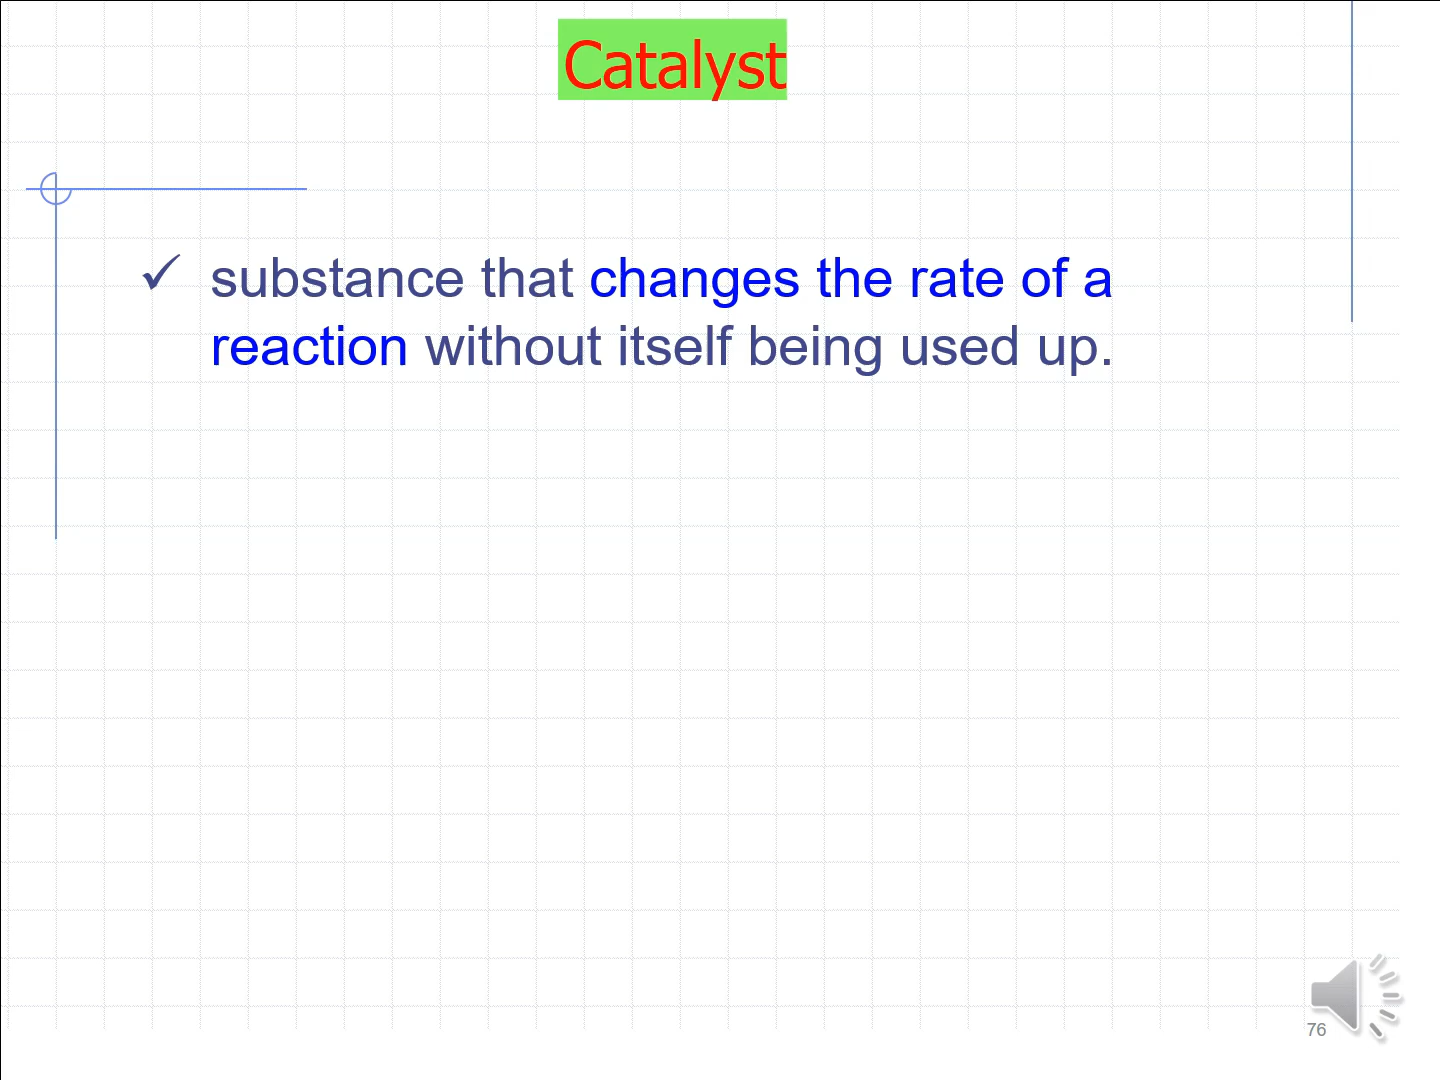 Catalyst
✓ substance that changes the rate of a
reaction without itself being used up.
76